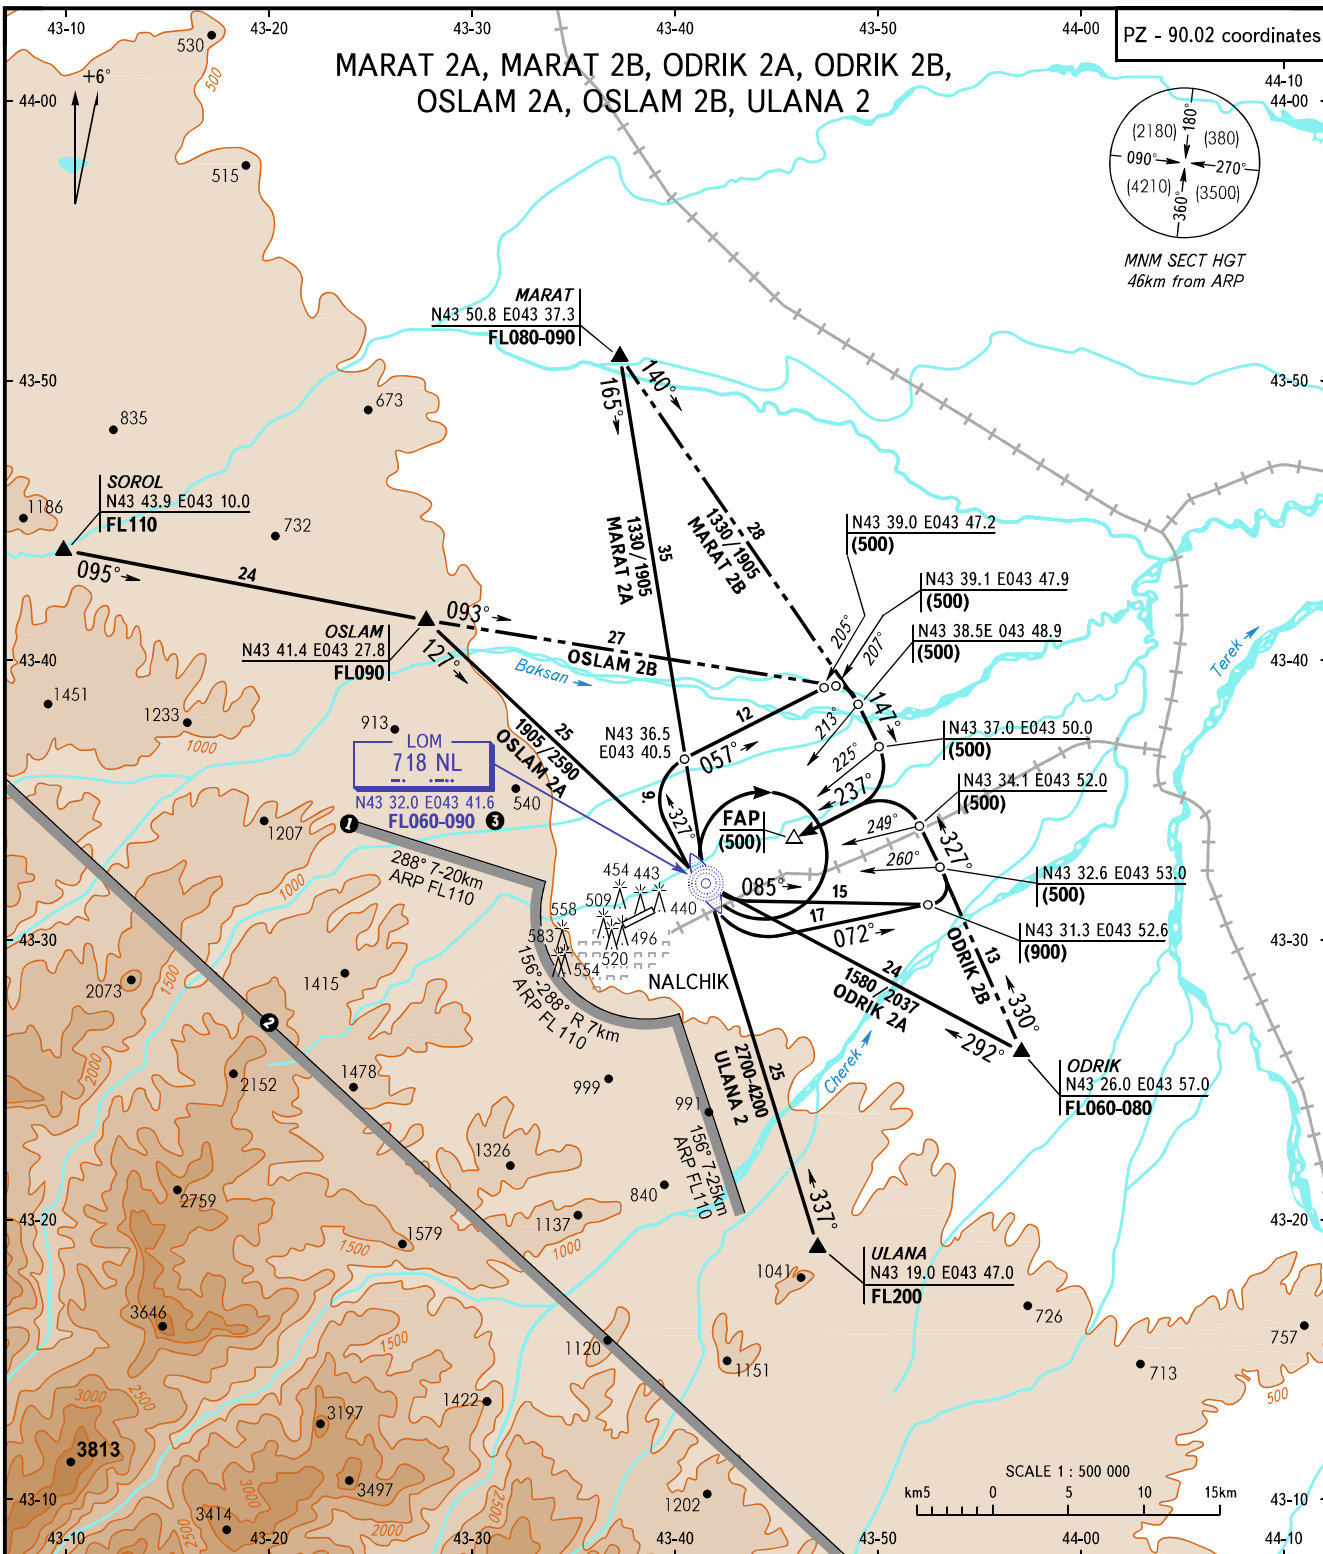 43-10
43-20
43-30
43-40
43-50
44-00
PZ - 90.02 coordinates
MARAT 2A, MARAT 2B, ODRIK 2A, ODRIK 2B,
OSLAM 2A, OSLAM 2B, ULANA 2
530
500
+6°
44-00
515
44-10
44-00
180°
(2180)
(380)
090°
270°
(4210)
(3500)
360°
MNM SECT HGT
46km from ARP
MARAT
N43 50.8 E043 37.3
FL080-090
140°
165°
43-50
43-50
673
835
SOROL
N43 43.9 E043 10.0
FL110
1186
732
095°
24
1330/1905
MARAT 2A
35
1330/1905
MARAT 2B
28
N43 39.0 E043 47.2
(500)
N43 39.1 E043 47.9
(500)
N43 38.5E 043 48.9
(500)
205°
207°
093°
27
OSLAM 2B
OSLAM
N43 41.4 E043 27.8
FL090
127°
Baksan
Terek
43-40
43-40
1451
1233
1000
913
25
1905/2590
OSLAM 2A
12
N43 36.5
E043 40.5
057°
213°
147°
225°
237°
N43 37.0 E043 50.0
(500)
N43 34.1 E043 52.0
(500)
LOM
718 NL
N43 32.0 E043 41.6
FL060-090
540
1
3
9
327°
FAP
(500)
249°
260°
327°
N43 32.6 E043 53.0
(500)
1207
288° 7-20km
ARP FL110
1000
454
443
509
440
558
583
496
554
520
085°
15
17
072°
N43 31.3 E043 52.6
(900)
43-30
43-30
1500
2073
1415
156°-288° R 7km
ARP FL110
NALCHIK
24
1580/2037
ODRIK 2A
ODRIK 2B
13
330°
292°
ODRIK
N43 26.0 E043 57.0
FL060-080
2
2000
2152
1478
999
991
2700-4200
ULANA 2
25
Cherek
156° 7-25km
ARP FL110
1326
840
2759
1137
337°
43-20
43-20
1579
1500
1000
ULANA
N43 19.0 E043 47.0
FL200
1041
726
757
3646
1500
1120
1151
713
500
3000
2500
1422
3197
3813
SCALE 1 : 500 000
km5
0
5
10
15km
3497
3000
2500
1202
43-10
43-10
3414
2500
2000
43-10
43-20
43-30
43-40
43-50
44-00
44-10